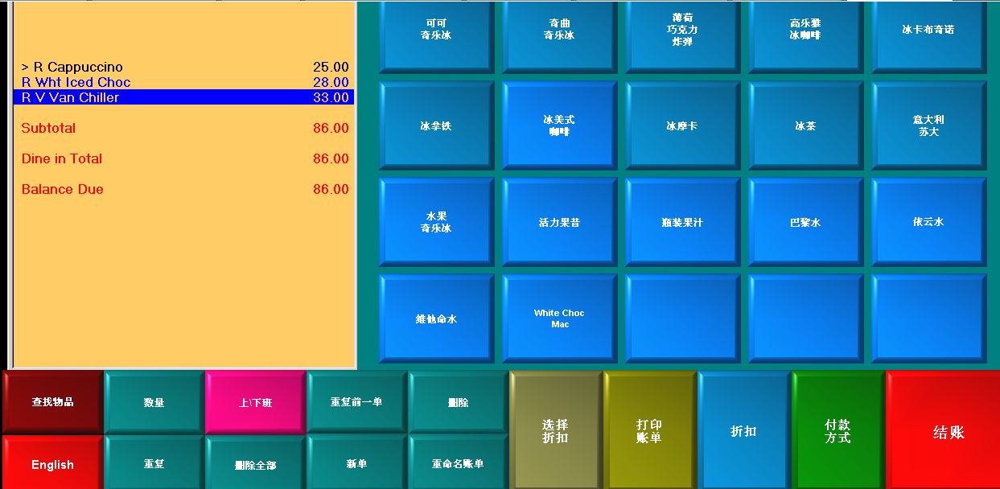 > R Cappuccino 25.00
R Wht Iced Choc 28.00
R V Van Chiller 33.00
Subtotal 86.00
Dine in Total 86.00
Balance Due 86.00
可可
奇乐冰
奇曲
奇乐冰
薄荷
巧克力
炸弹
高乐雅
冰咖啡
冰卡布奇诺
冰拿铁
冰美式
咖啡
冰摩卡
冰茶
意大利
苏大
水果
奇乐冰
活力果昔
瓶装果汁
巴黎水
依云水
维他命水
White Choc
Mac
查找物品
数量
上\下班
重复前一单
删除
English
重复
删除全部
新单
重命名账单
选择
折扣
打印
账单
折扣
付款
方式
结账